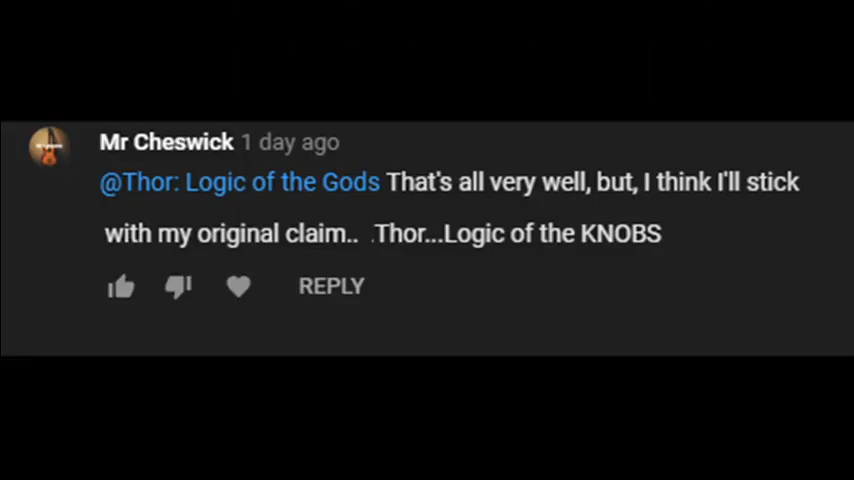 Mr Cheswick 1 day ago
@Thor: Logic of the Gods That's all very well, but, I think I'll stick
with my original claim.. .Thor...Logic of the KNOBS
REPLY